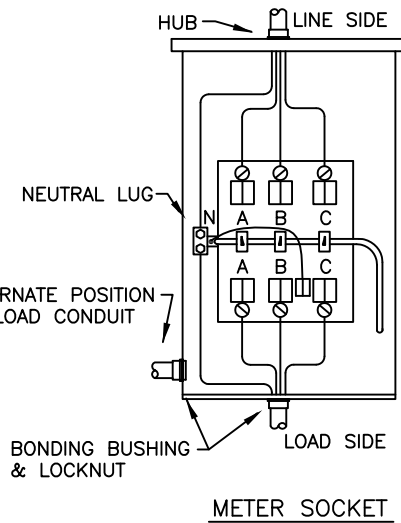 HUB
LINE SIDE
NEUTRAL LUG
N A B C
A B C
RNATE POSITION
LOAD CONDUIT
BONDING BUSHING
& LOCKNUT
LOAD SIDE
METER SOCKET